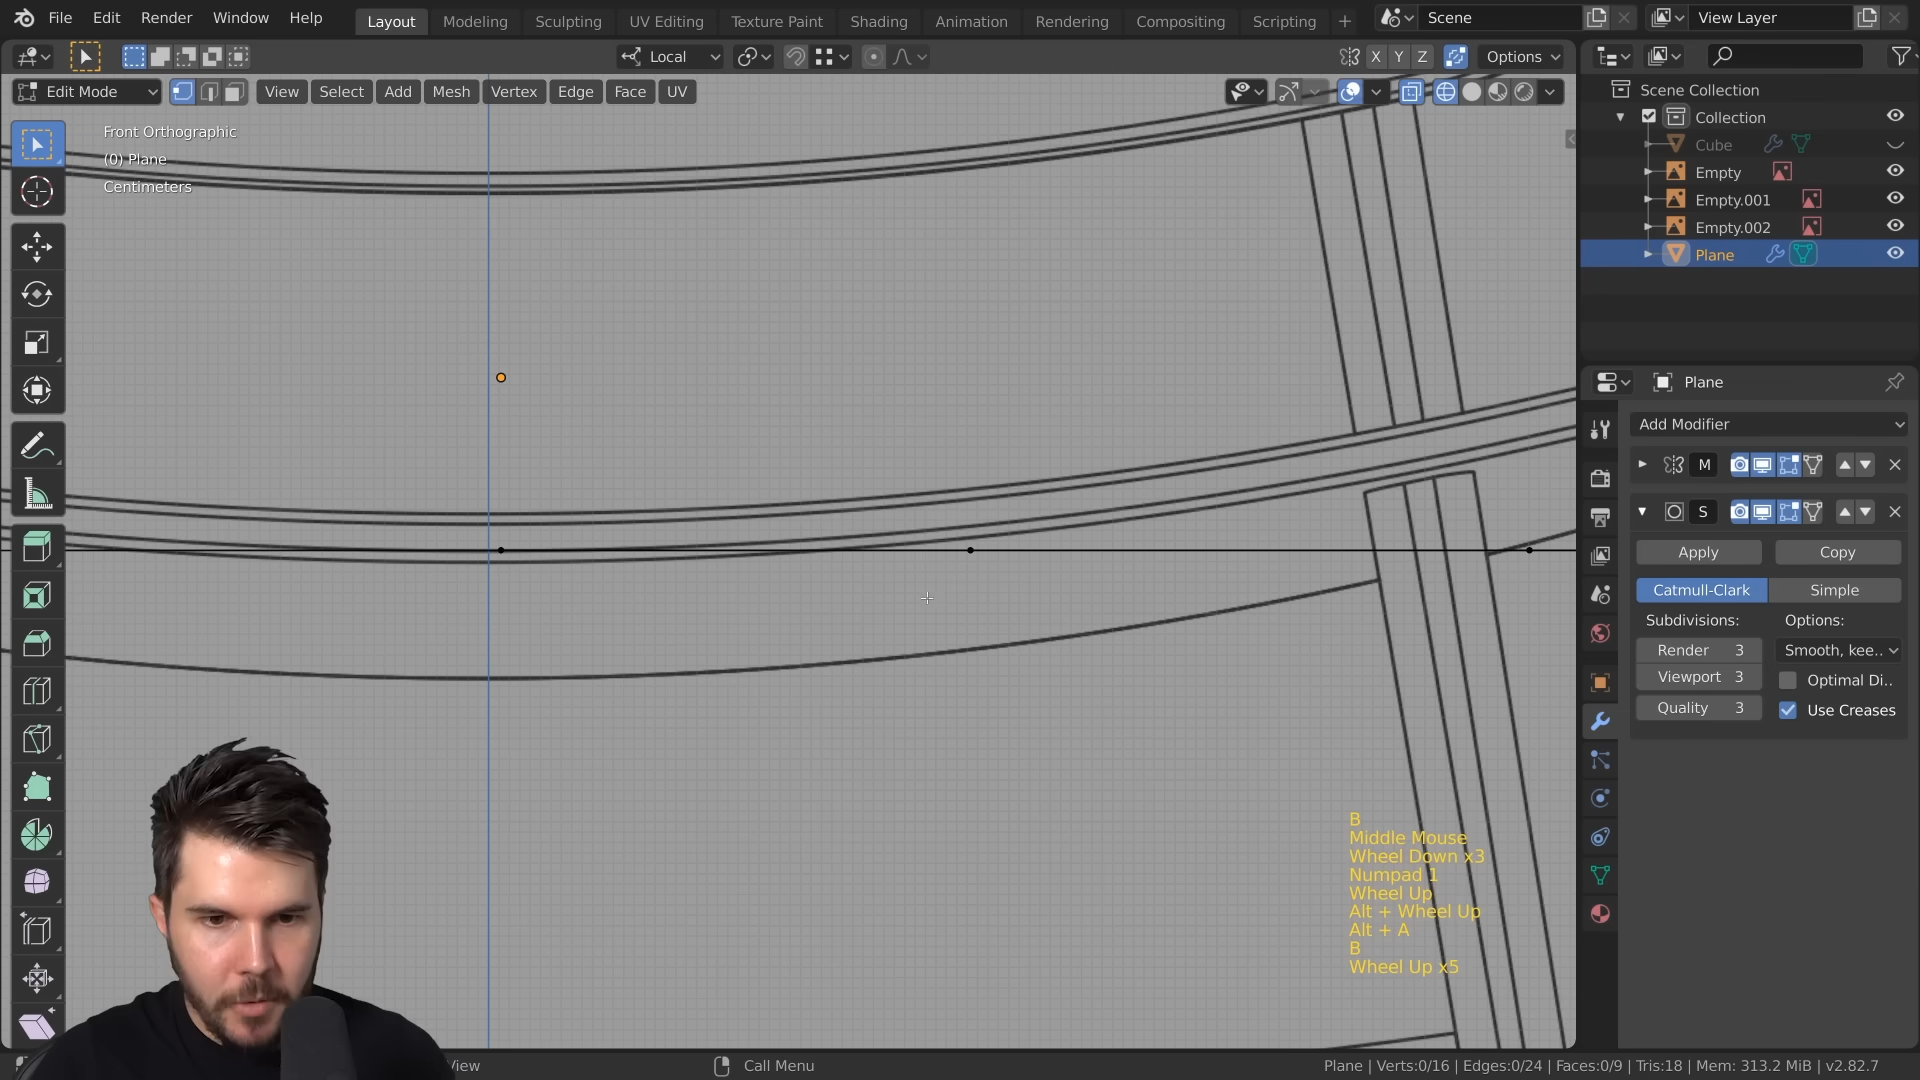 File Edit Render Window Help
Layout Modeling Sculpting UV Editing Texture Paint Shading Animation Rendering Compositing Scripting +
Scene
View Layer
Local
X Y Z
Options
Edit Mode
View Select Add Mesh Vertex Edge Face UV
Front Orthographic
(0) Plane
Centimeters
Scene Collection
Collection
Cube
Empty
Empty.001
Empty.002
Plane
Plane
Add Modifier
M
S
Apply Copy
Catmull-Clark Simple
Subdivisions: Options:
Render 3 Smooth, kee..
Viewport 3 Optimal Di..
Quality 3 Use Creases
B
Middle Mouse
Wheel Down x3
Numpad 1
Wheel Up
Alt + Wheel Up
Alt + A
B
Wheel Up x5
Call Menu
Plane | Verts:0/16 | Edges:0/24 | Faces:0/9 | Tris:18 | Mem: 313.2 MiB | v2.82.7